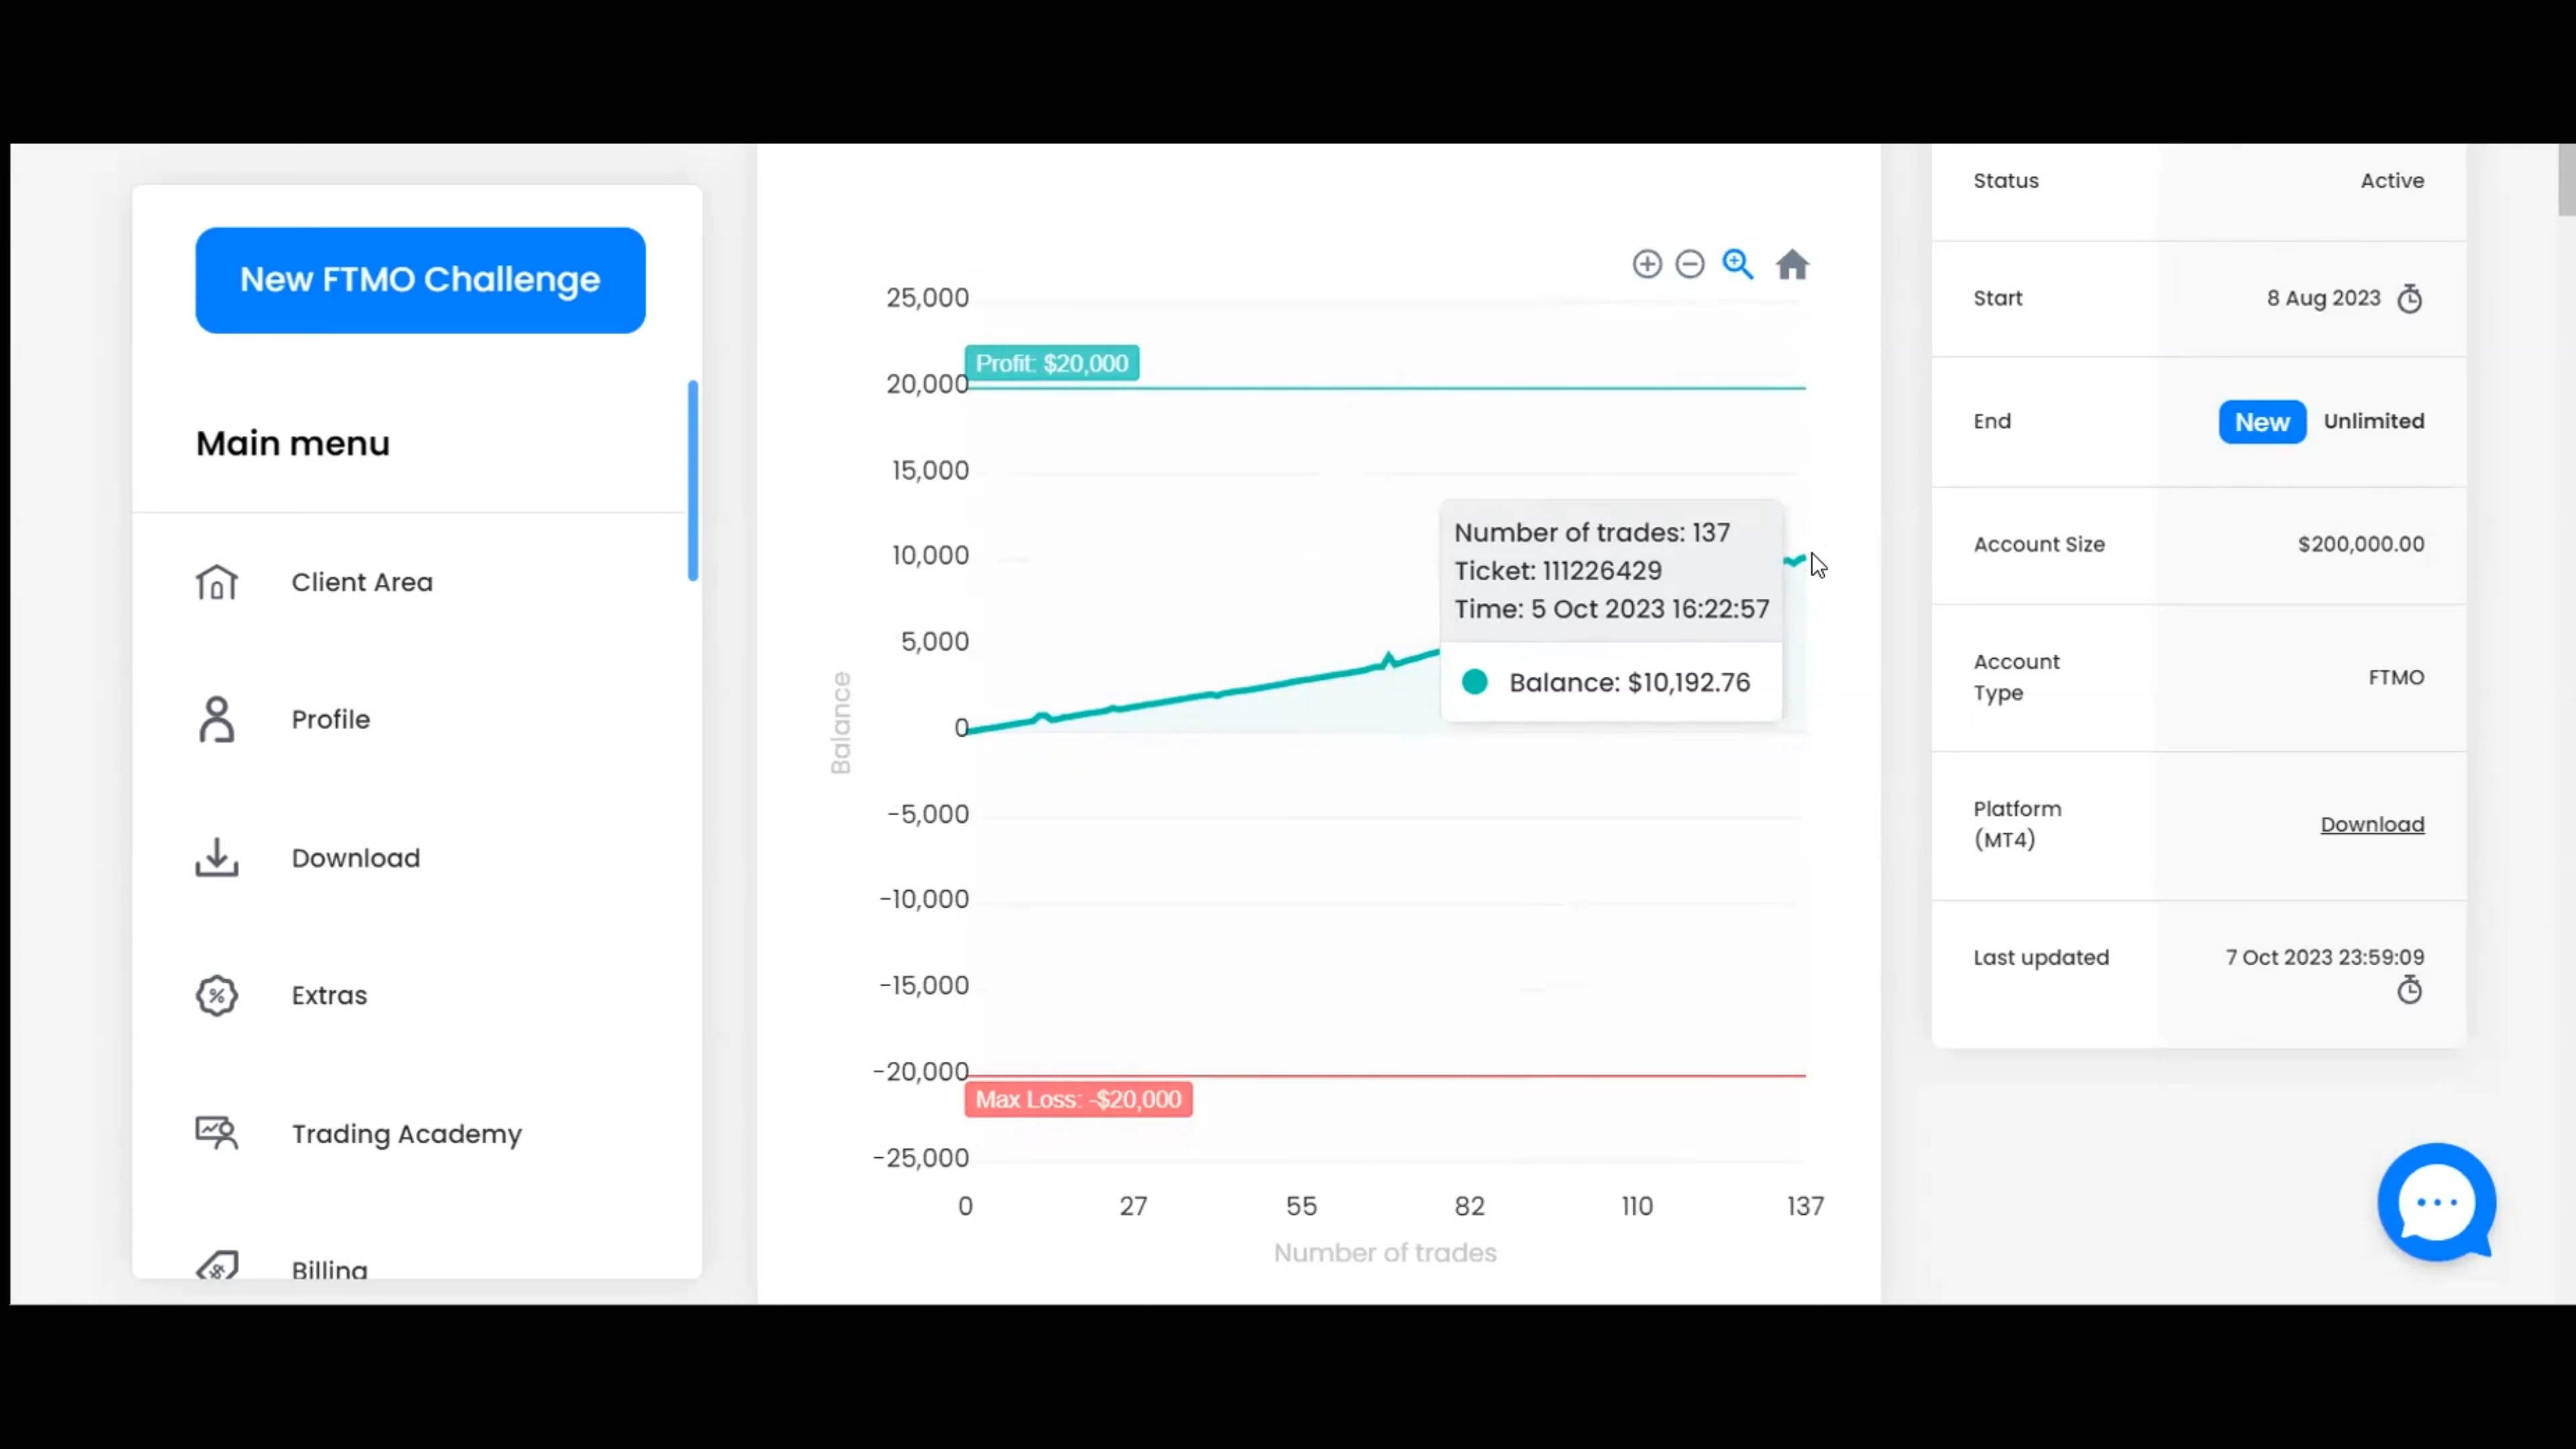 New FTMO Challenge
Main menu
Client Area
Profile
Download
Extras
Trading Academy
Billing
25,000
Profit: $20,000
20,000
15,000
10,000
5,000
0
-5,000
-10,000
-15,000
-20,000
Max Loss: -$20,000
-25,000
Balance
Number of trades: 137
Ticket: 111226429
Time: 5 Oct 2023 16:22:57
Balance: $10,192.76
0 27 55 82 110 137
Number of trades
Status Active
Start 8 Aug 2023
End New Unlimited
Account Size $200,000.00
Account
Type
FTMO
Platform
(MT4)
Download
Last updated 7 Oct 2023 23:59:09